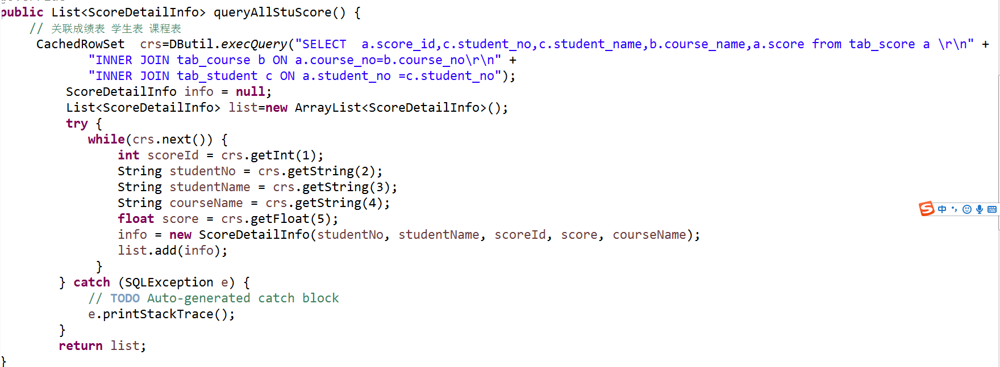 public List<ScoreDetailInfo> queryAllStuScore() {
// 关联成绩表 学生表 课程表
CachedRowSet  crs=DButil.execQuery("SELECT  a.score_id,c.student_no,c.student_name,b.course_name,a.score from tab_score a \r\n" +
"INNER JOIN tab_course b ON a.course_no=b.course_no\r\n" +
"INNER JOIN tab_student c ON a.student_no =c.student_no");
ScoreDetailInfo info = null;
List<ScoreDetailInfo> list=new ArrayList<ScoreDetailInfo>();
try {
while(crs.next()) {
int scoreId = crs.getInt(1);
String studentNo = crs.getString(2);
String studentName = crs.getString(3);
String courseName = crs.getString(4);
float score = crs.getFloat(5);
info = new ScoreDetailInfo(studentNo, studentName, scoreId, score, courseName);
list.add(info);
}
} catch (SQLException e) {
// TODO Auto-generated catch block
e.printStackTrace();
}
return list;
}
S 中